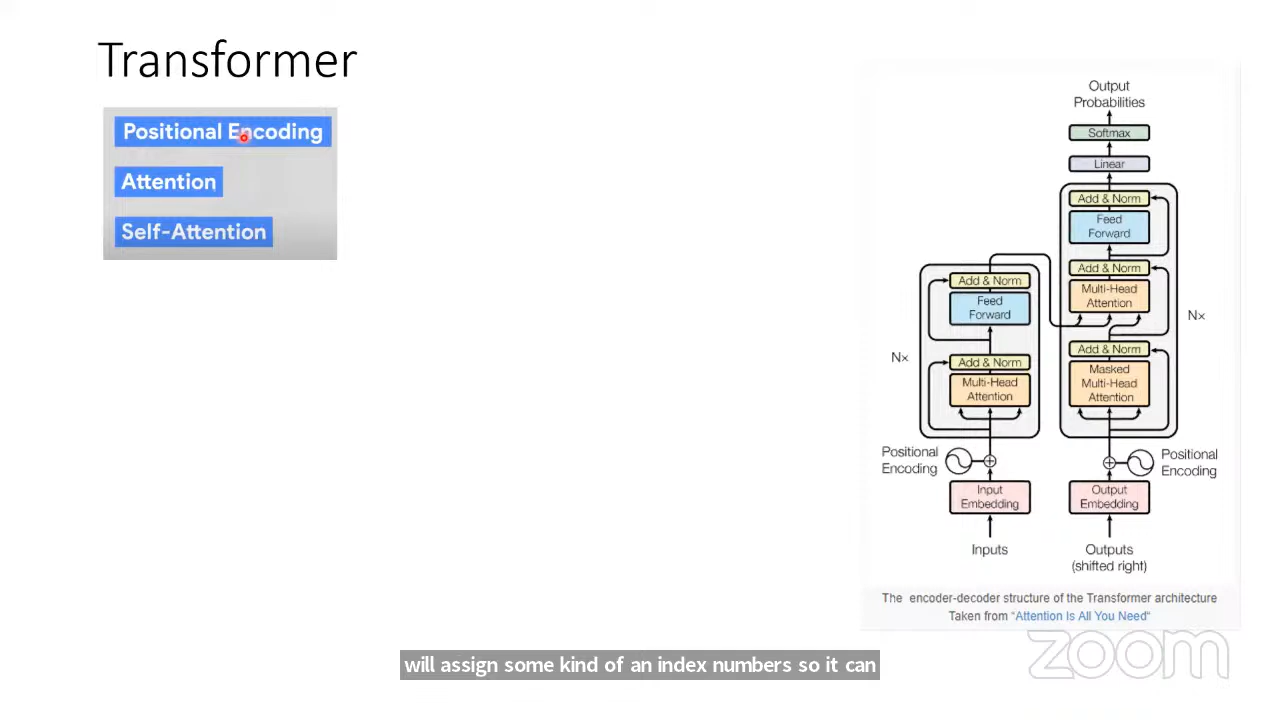 Transformer
Positional Encoding
Attention
Self-Attention
Output
Probabilities
Softmax
Linear
Add & Norm
Feed
Forward
Add & Norm
Multi-Head
Attention
Add & Norm
Masked
Multi-Head
Attention
Nx
Add & Norm
Feed
Forward
Add & Norm
Multi-Head
Attention
Nx
Positional
Encoding
Positional
Encoding
Input
Embedding
Output
Embedding
Inputs
Outputs
(shifted right)
The encoder-decoder structure of the Transformer architecture
Taken from "Attention Is All You Need"
zoom
will assign some kind of an index numbers so it can